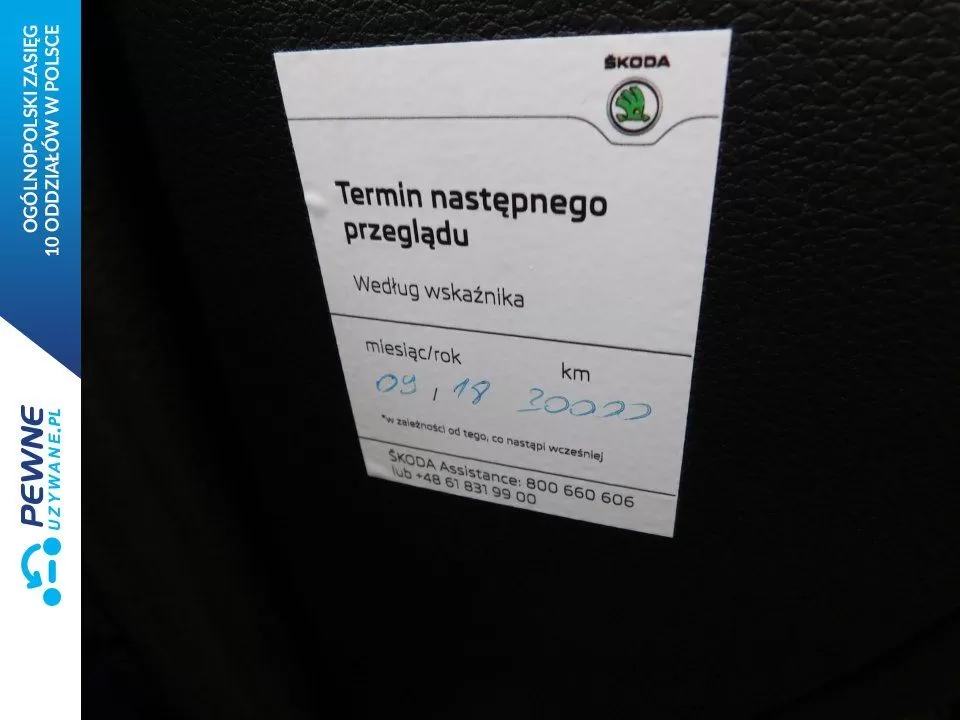 OGÓLNOPOLSKI ZASIĘG
10 ODDZIAŁÓW W POLSCE
PEWNE
UZYWANE.PL
ŠKODA
Termin następnego
przeglądu
Według wskaźnika
miesiąc/rok km
09 / 18 30000
*w zależności od tego, co nastąpi wcześniej
ŠKODA Assistance: 800 660 606
lub +48 61 831 99 00